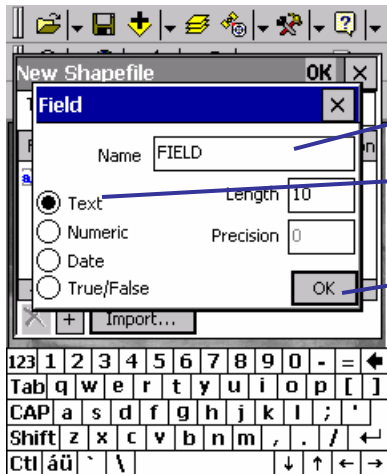 New Shapefile OK
Field
Name FIELD
Text Length 10
Numeric Precision 0
Date
True/False OK
+ Import...
123 1 2 3 4 5 6 7 8 9 0 - =
Tab q w e r t y u i o p [ ]
CAP a s d f g h j k l ; '
Shift z x c v b n m , . /
Ctl áü ` \